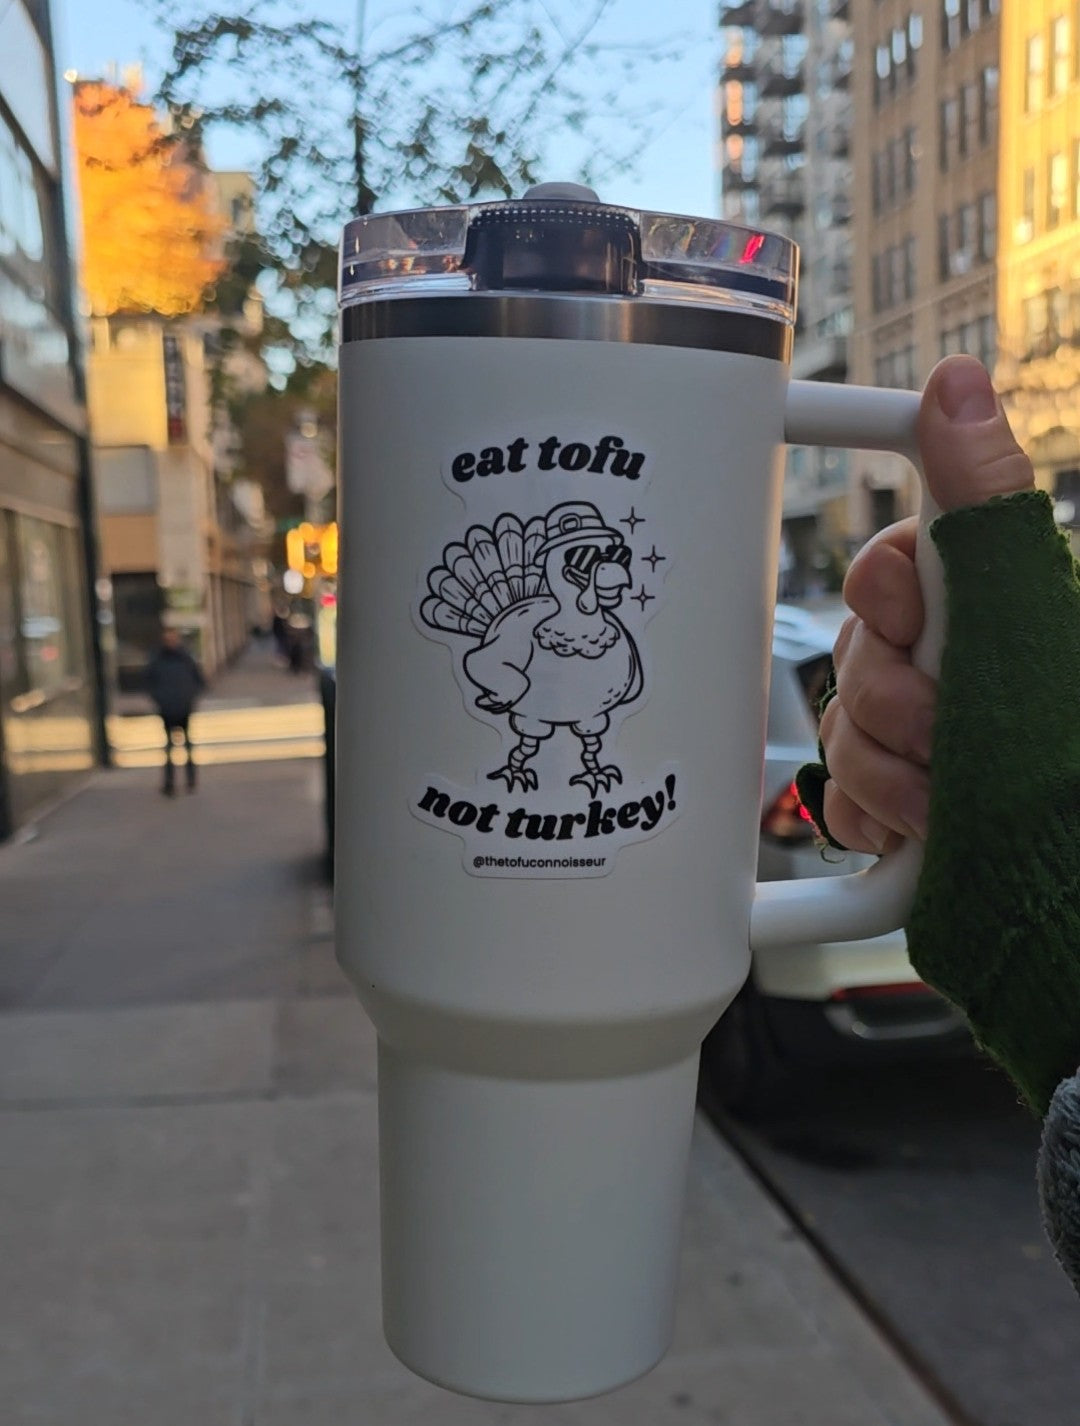 eat tofu
not turkey!
@thetofuconnoisseur